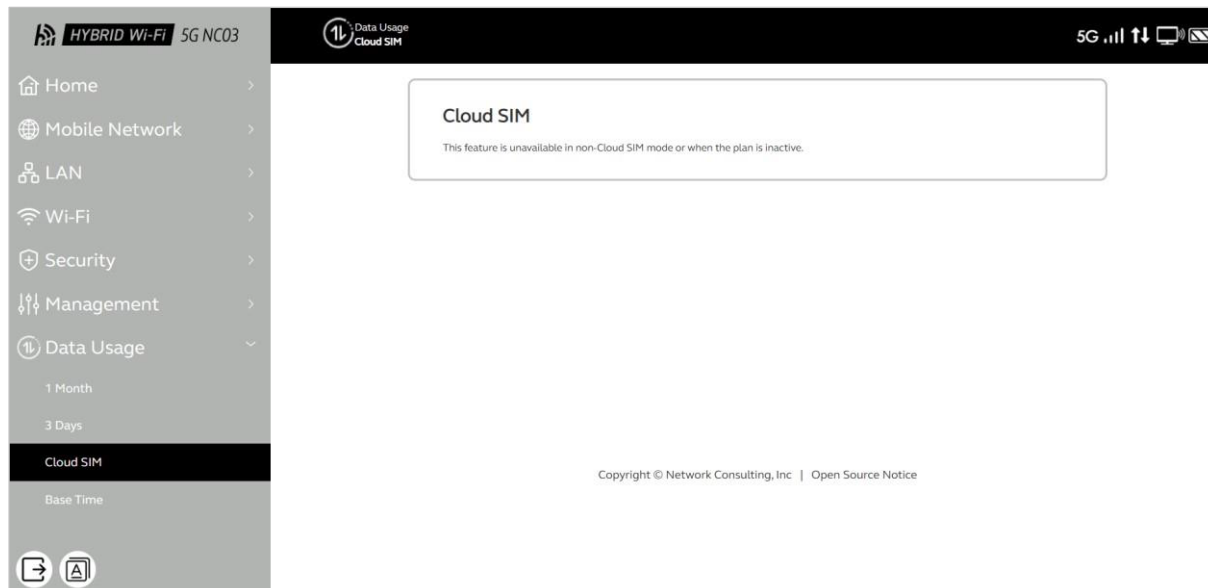 HYBRID Wi-Fi 5G NC03
Data Usage
Cloud SIM
5G
Home
Mobile Network
LAN
Wi-Fi
Security
Management
Data Usage
1 Month
3 Days
Cloud SIM
Base Time
A
Cloud SIM
This feature is unavailable in non-Cloud SIM mode or when the plan is inactive.
Copyright © Network Consulting, Inc | Open Source Notice